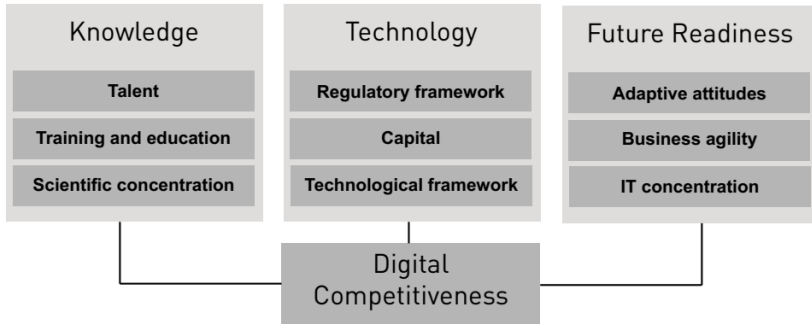 Knowledge
Talent
Training and education
Scientific concentration
Technology
Regulatory framework
Capital
Technological framework
Future Readiness
Adaptive attitudes
Business agility
IT concentration
Digital
Competitiveness